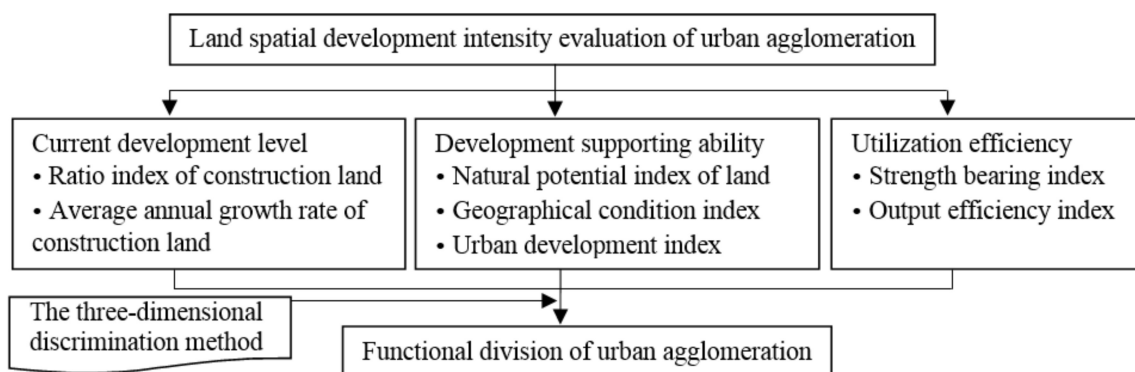 Land spatial development intensity evaluation of urban agglomeration
Current development level
• Ratio index of construction land
• Average annual growth rate of
construction land
Development supporting ability
• Natural potential index of land
• Geographical condition index
• Urban development index
Utilization efficiency
• Strength bearing index
• Output efficiency index
The three-dimensional
discrimination method
Functional division of urban agglomeration